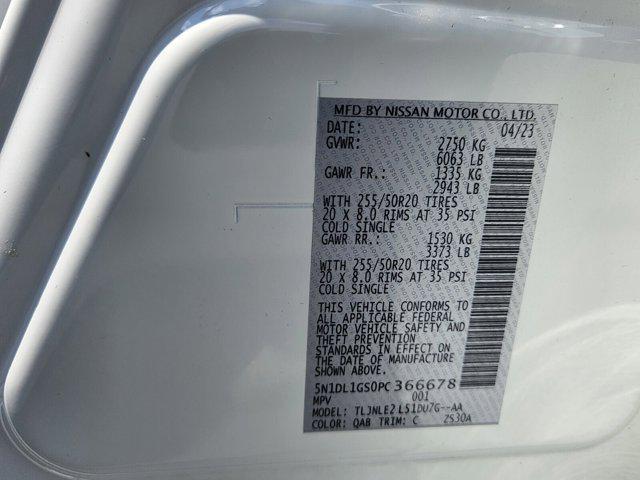 MFD BY NISSAN MOTOR CO., LTD.
DATE: 04/23
GVWR: 2750 KG
6063 LB
GAWR FR.: 1335 KG
2943 LB
WITH 255/50R20 TIRES
20 X 8.0 RIMS AT 35 PSI
COLD SINGLE
GAWR RR.: 1530 KG
3373 LB
WITH 255/50R20 TIRES
20 X 8.0 RIMS AT 35 PSI
COLD SINGLE
THIS VEHICLE CONFORMS TO
ALL APPLICABLE FEDERAL
MOTOR VEHICLE SAFETY AND
THEFT PREVENTION
STANDARDS IN EFFECT ON
THE DATE OF MANUFACTURE
SHOWN ABOVE.
5N1DL1GS0PC366678
MPV 001
MODEL: TLJNLE2L51DUZG--AA
COLOR: QAB TRIM: C ZS30A